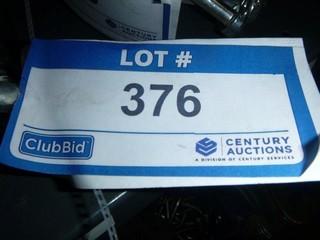 LOT #
376
ClubBid
CENTURY
AUCTIONS
A DIVISION OF CENTURY SERVICES